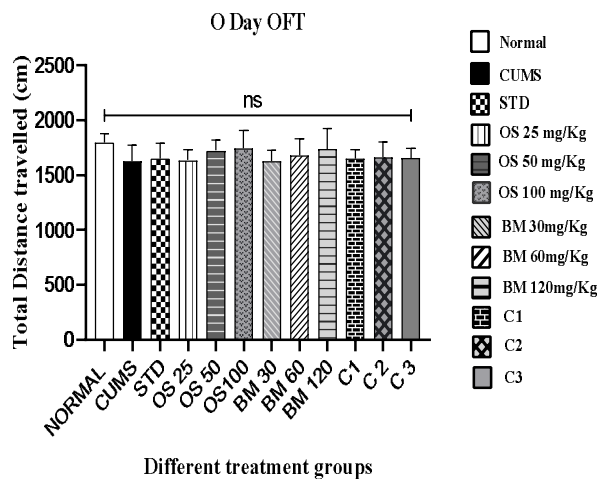 O Day OFT
Total Distance travelled (cm)
2500
2000
1500
1000
500
0
ns
NORMAL
CUMS
STD
OS 25
OS 50
OS100
BM 30
BM 60
BM 120
C1
C 2
C 3
Different treatment groups
Normal
CUMS
STD
OS 25 mg/Kg
OS 50 mg/Kg
OS 100 mg/Kg
BM 30mg/Kg
BM 60mg/Kg
BM 120mg/Kg
C1
C2
C3